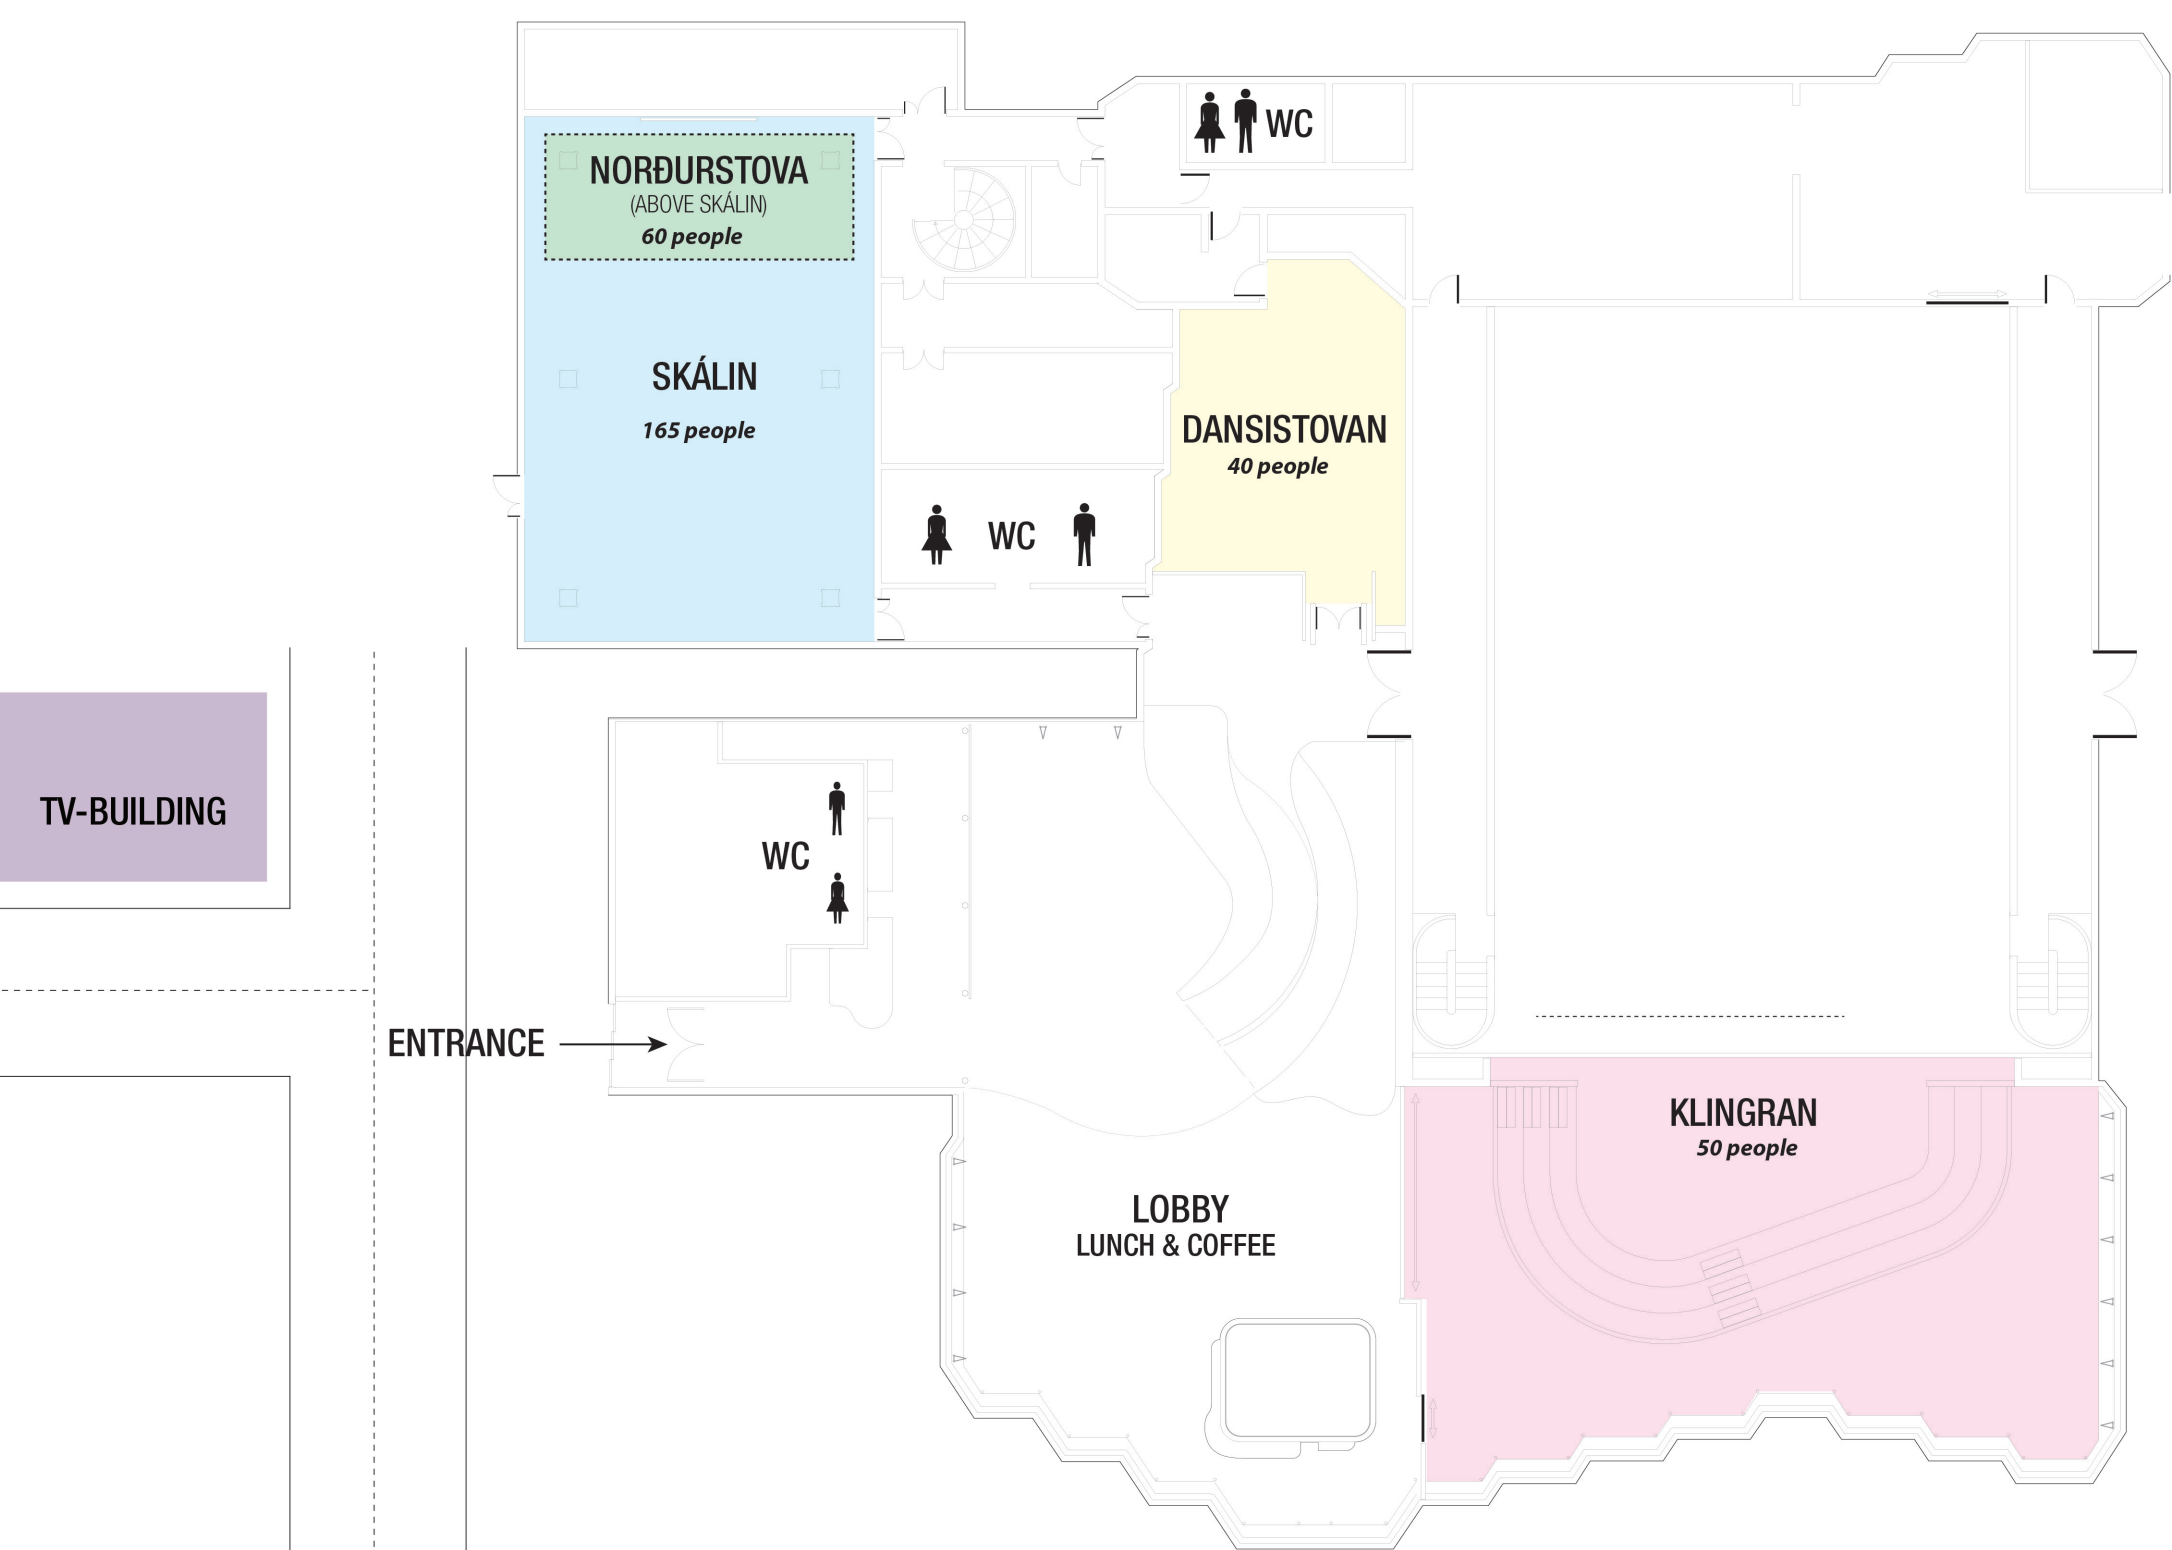 WC
NORÐURSTOVA
(ABOVE SKÁLIN)
60 people
SKÁLIN
165 people
DANSISTOVAN
40 people
WC
TV-BUILDING
WC
ENTRANCE
KLINGRAN
50 people
LOBBY
LUNCH & COFFEE